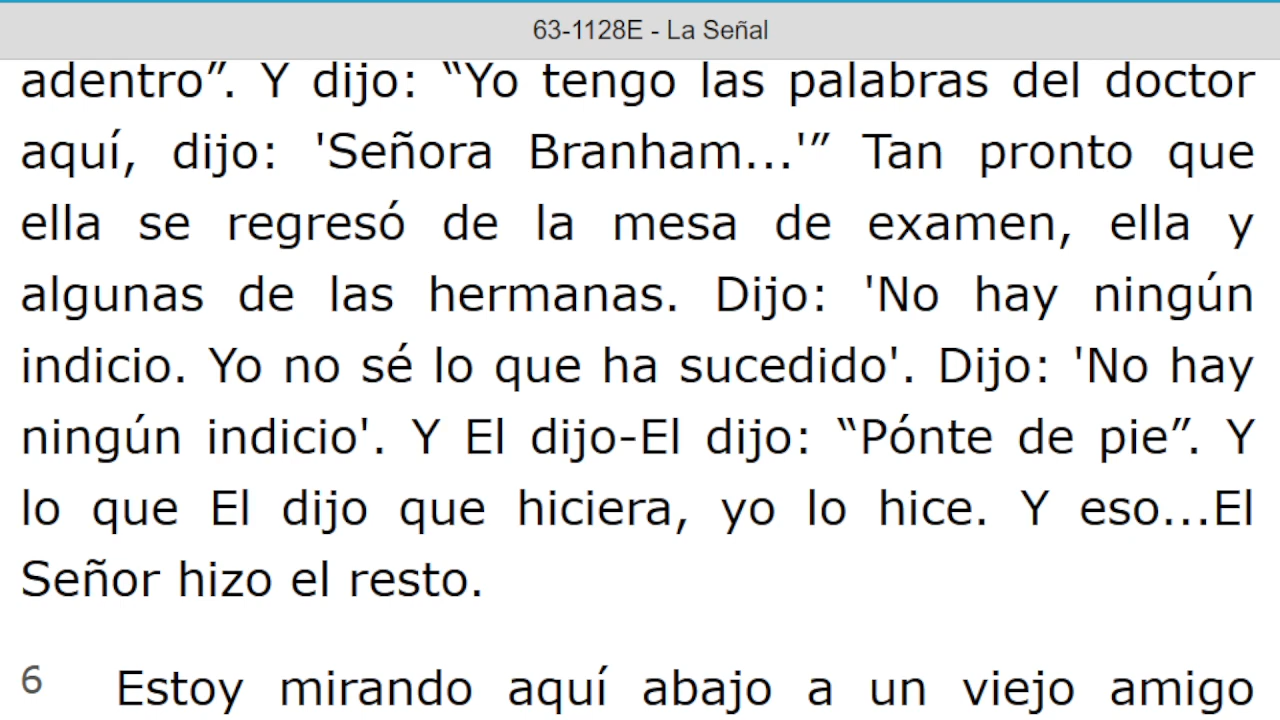 63-1128E - La Señal
adentro”. Y dijo: “Yo tengo las palabras del doctor
aquí, dijo: 'Señora Branham...'” Tan pronto que
ella se regresó de la mesa de examen, ella y
algunas de las hermanas. Dijo: 'No hay ningún
indicio. Yo no sé lo que ha sucedido'. Dijo: 'No hay
ningún indicio'. Y El dijo-El dijo: “Pónte de pie”. Y
lo que El dijo que hiciera, yo lo hice. Y eso...El
Señor hizo el resto.
6 Estoy mirando aquí abajo a un viejo amigo